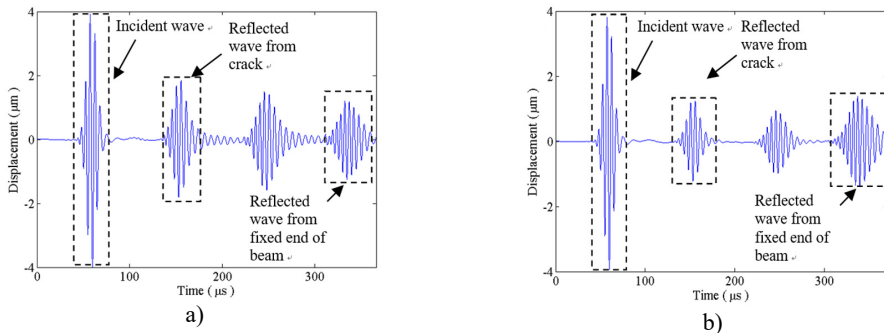 Incident wave
Reflected
wave from
crack
Reflected
wave from
fixed end of
beam
Displacement (μm)
4
2
0
-2
-4
0
100
200
300
Time ( μs )
a)
Incident wave
Reflected
wave from
crack
Reflected
wave from
fixed end of
beam
Displacement (μm)
4
2
0
-2
-4
0
100
200
300
Time ( μs )
b)